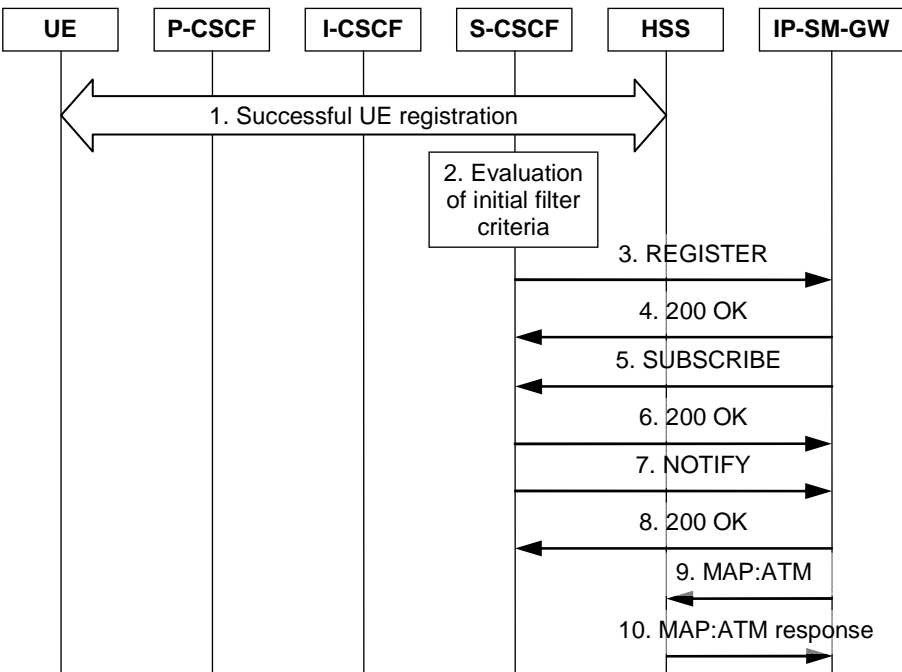 UE
P-CSCF
I-CSCF
S-CSCF
HSS
IP-SM-GW
1. Successful UE registration
2. Evaluation
of initial filter
criteria
3. REGISTER
4. 200 OK
5. SUBSCRIBE
6. 200 OK
7. NOTIFY
8. 200 OK
9. MAP:ATM
10. MAP:ATM response